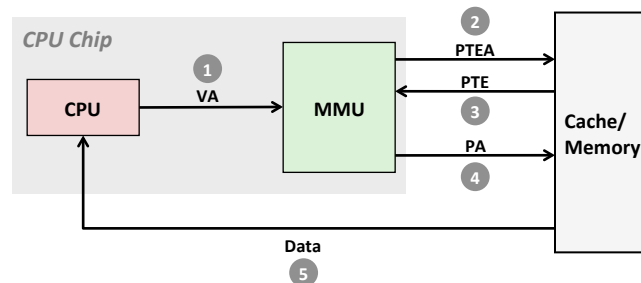 CPU Chip
2
PTEA
1
VA
CPU
MMU
PTE
3
Cache/
Memory
PA
4
Data
5